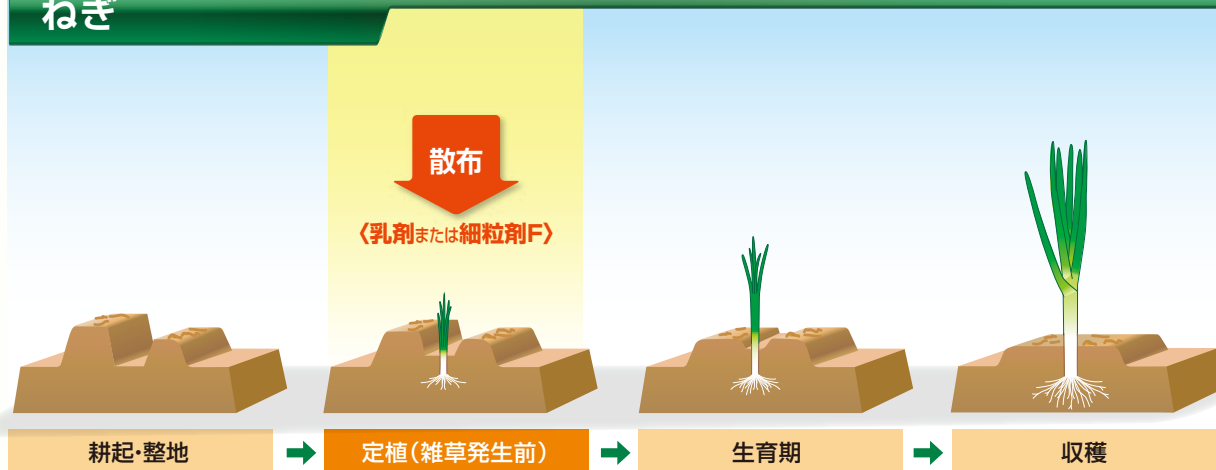 ねぎ
散布
〈乳剤または細粒剤F〉
耕起・整地
定植（雑草発生前）
生育期
収穫